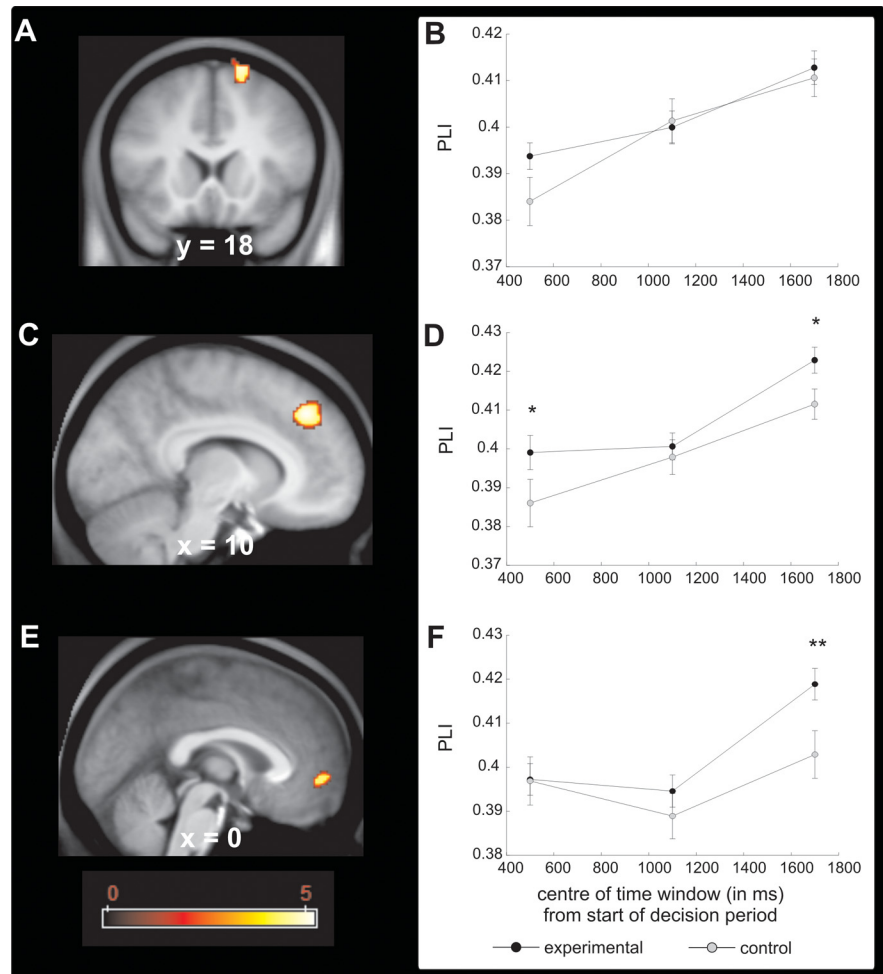 A
y = 18
B
0.42
0.41
0.4
0.39
0.38
0.37
PLI
400 600 800 1000 1200 1400 1600 1800
C
x = 10
D
0.43
0.42
0.41
0.4
0.39
0.38
0.37
PLI
*
*
400 600 800 1000 1200 1400 1600 1800
E
x = 0
0 5
F
0.43
0.42
0.41
0.4
0.39
0.38
PLI
**
400 600 800 1000 1200 1400 1600 1800
centre of time window (in ms)
from start of decision period
experimental control